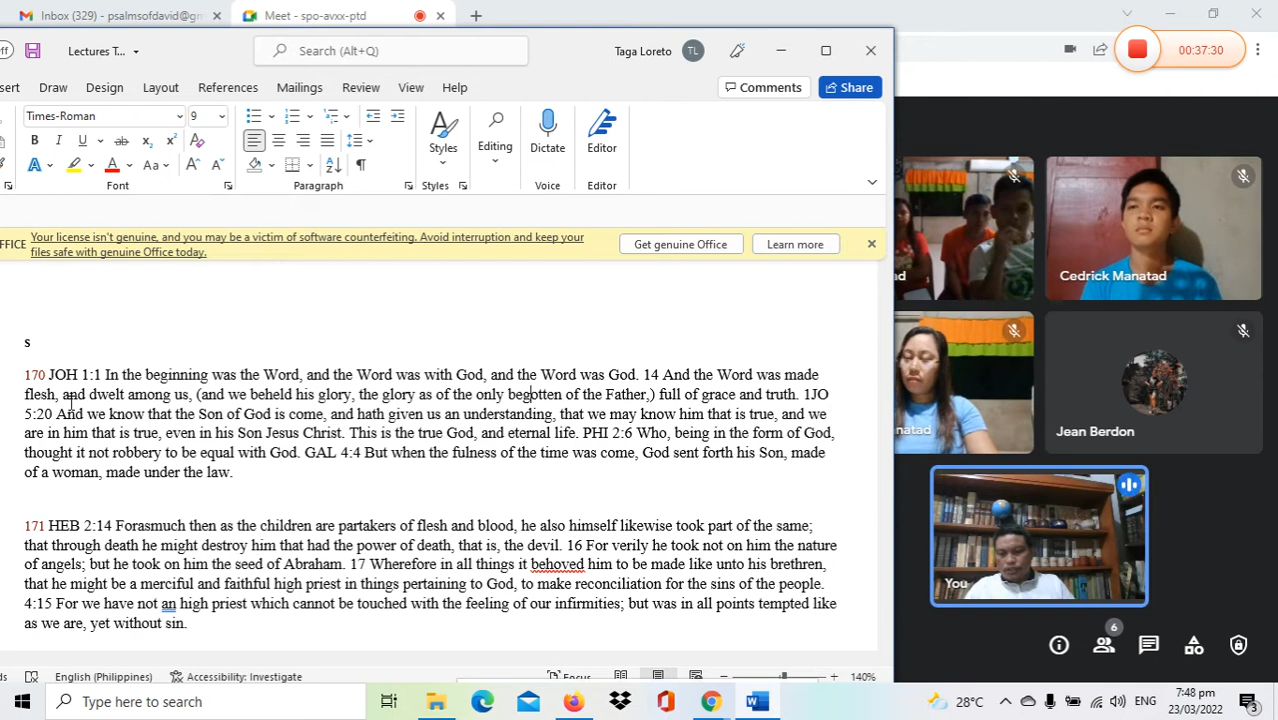 Inbox (329) - psalmsofdavid@gm
Meet - spo-avxx-ptd
00:37:30
Lectures T...
Search (Alt+Q)
Taga Loreto
TL
Draw
Design
Layout
References
Mailings
Review
View
Help
Comments
Share
Times-Roman
9
Styles
Editing
Dictate
Editor
Font
Paragraph
Styles
Voice
Editor
OFFICE
Your license isn't genuine, and you may be a victim of software counterfeiting. Avoid interruption and keep your
files safe with genuine Office today.
Get genuine Office
Learn more
s
170 JOH 1:1 In the beginning was the Word, and the Word was with God, and the Word was God. 14 And the Word was made
flesh, and dwelt among us, (and we beheld his glory, the glory as of the only begotten of the Father,) full of grace and truth. 1JO
5:20 And we know that the Son of God is come, and hath given us an understanding, that we may know him that is true, and we
are in him that is true, even in his Son Jesus Christ. This is the true God, and eternal life. PHI 2:6 Who, being in the form of God,
thought it not robbery to be equal with God. GAL 4:4 But when the fulness of the time was come, God sent forth his Son, made
of a woman, made under the law.
171 HEB 2:14 Forasmuch then as the children are partakers of flesh and blood, he also himself likewise took part of the same;
that through death he might destroy him that had the power of death, that is, the devil. 16 For verily he took not on him the nature
of angels; but he took on him the seed of Abraham. 17 Wherefore in all things it behoved him to be made like unto his brethren,
that he might be a merciful and faithful high priest in things pertaining to God, to make reconciliation for the sins of the people.
4:15 For we have not an high priest which cannot be touched with the feeling of our infirmities; but was in all points tempted like
as we are, yet without sin.
English (Philippines)
Accessibility: Investigate
Focus
140%
Cedrick Manatad
Jean Berdon
You
6
Type here to search
28°C
ENG
7:48 pm
23/03/2022
3